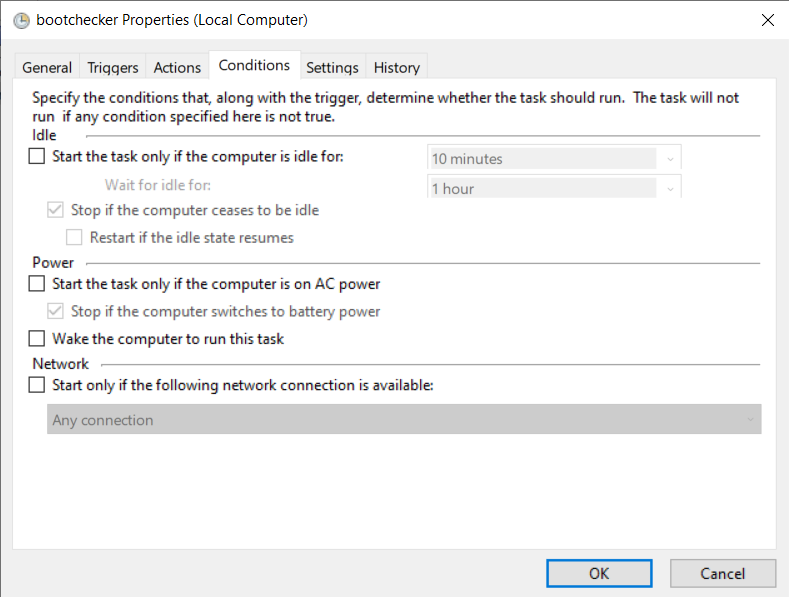 bootchecker Properties (Local Computer)
General Triggers Actions Conditions Settings History
Specify the conditions that, along with the trigger, determine whether the task should run. The task will not
run if any condition specified here is not true.
Idle
Start the task only if the computer is idle for: 10 minutes
Wait for idle for: 1 hour
Stop if the computer ceases to be idle
Restart if the idle state resumes
Power
Start the task only if the computer is on AC power
Stop if the computer switches to battery power
Wake the computer to run this task
Network
Start only if the following network connection is available:
Any connection
OK Cancel